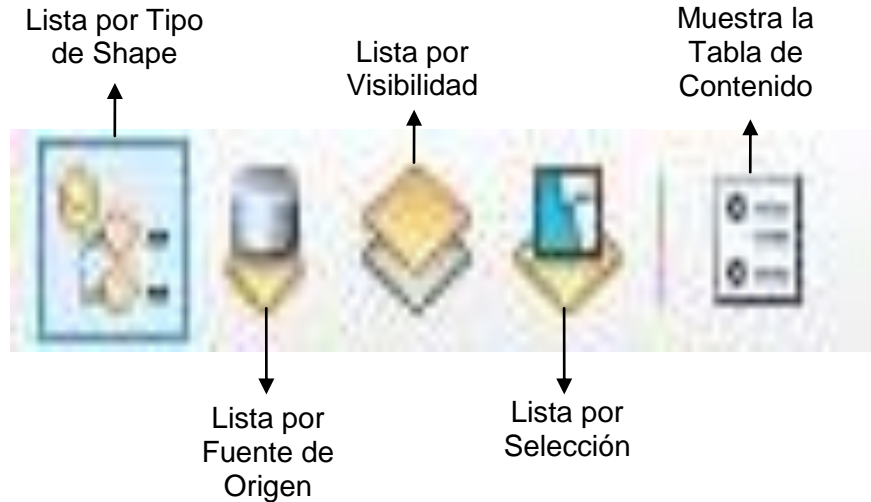 Lista por Tipo
de Shape
Lista por
Visibilidad
Muestra la
Tabla de
Contenido
Lista por
Fuente de
Origen
Lista por
Selección